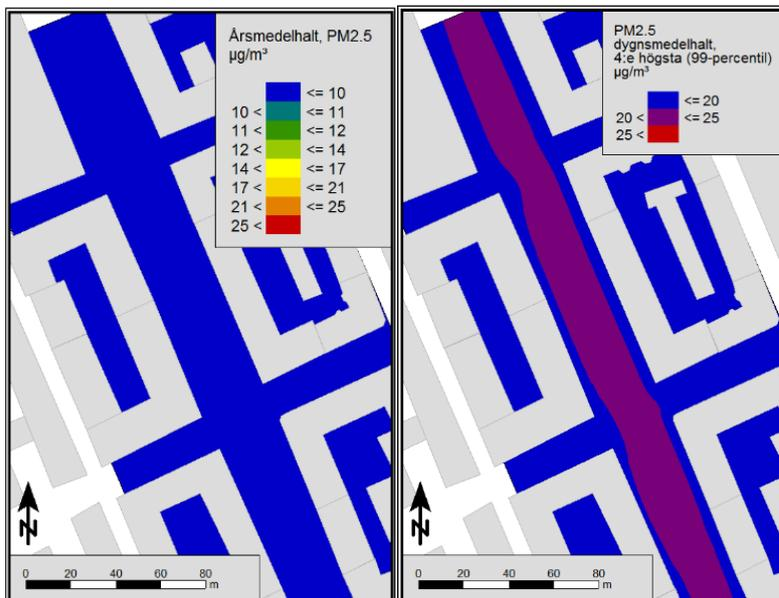 Årsmedelhalt, PM2.5
µg/m³
<= 10
10 < <= 11
11 < <= 12
12 < <= 14
14 < <= 17
17 < <= 21
21 < <= 25
25 <
N
0 20 40 60 80
m
PM2.5
dygnsmedelhalt,
4:e högsta (99-percentil)
µg/m³
<= 20
20 < <= 25
25 <
N
0 20 40 60 80
m